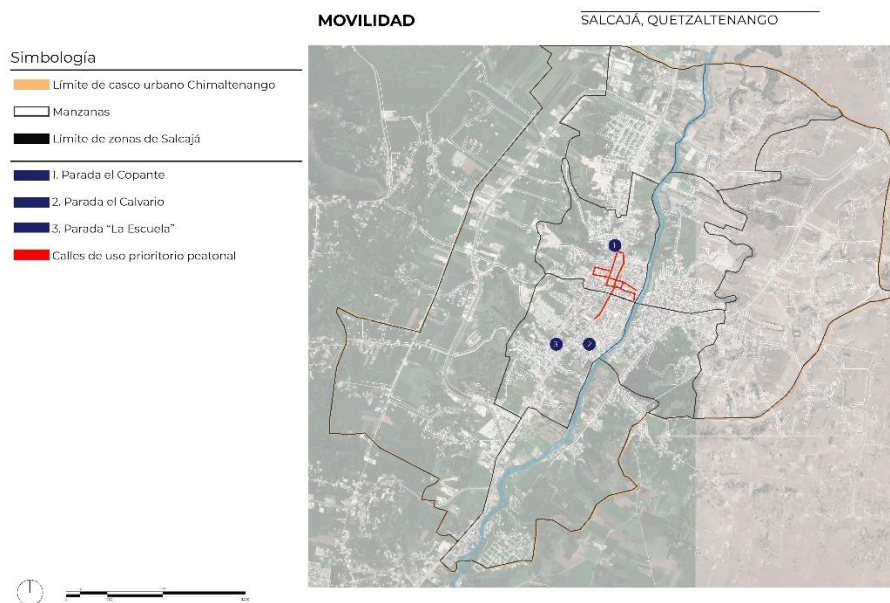 MOVILIDAD
SALCAJÁ, QUETZALTENANGO
Simbología
Límite de casco urbano Chimaltenango
Manzanas
Límite de zonas de Salcajá
1. Parada el Copante
2. Parada el Calvario
3. Parada "La Escuela"
Calles de uso prioritorio peatonal
1
3
2